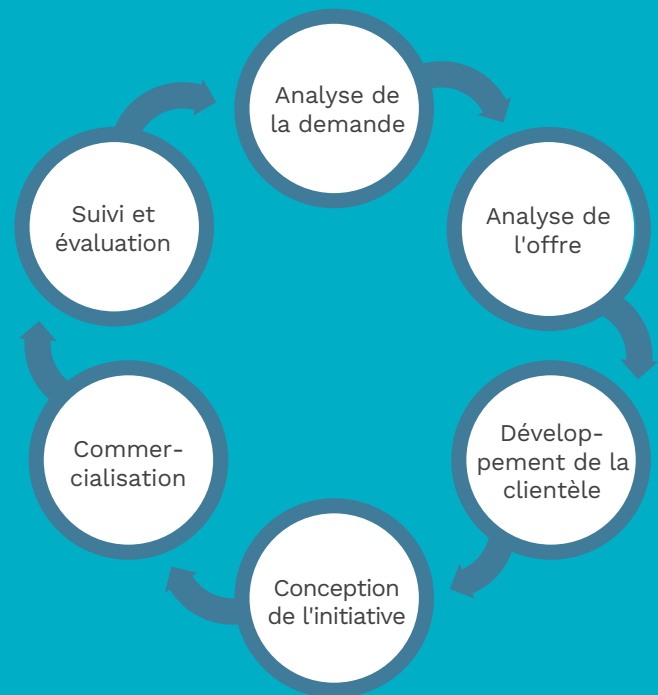 Analyse de
la demande
Analyse de
l'offre
Dévelop-
pement de la
clientèle
Conception
de l'initiative
Commer-
cialisation
Suivi et
évaluation